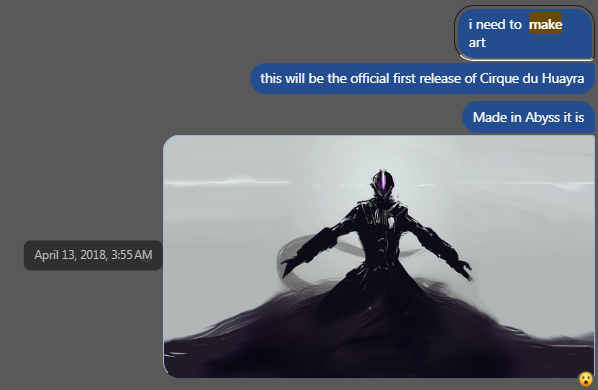 i need to make
art
this will be the official first release of Cirque du Huayra
Made in Abyss it is
April 13, 2018, 3:55 AM